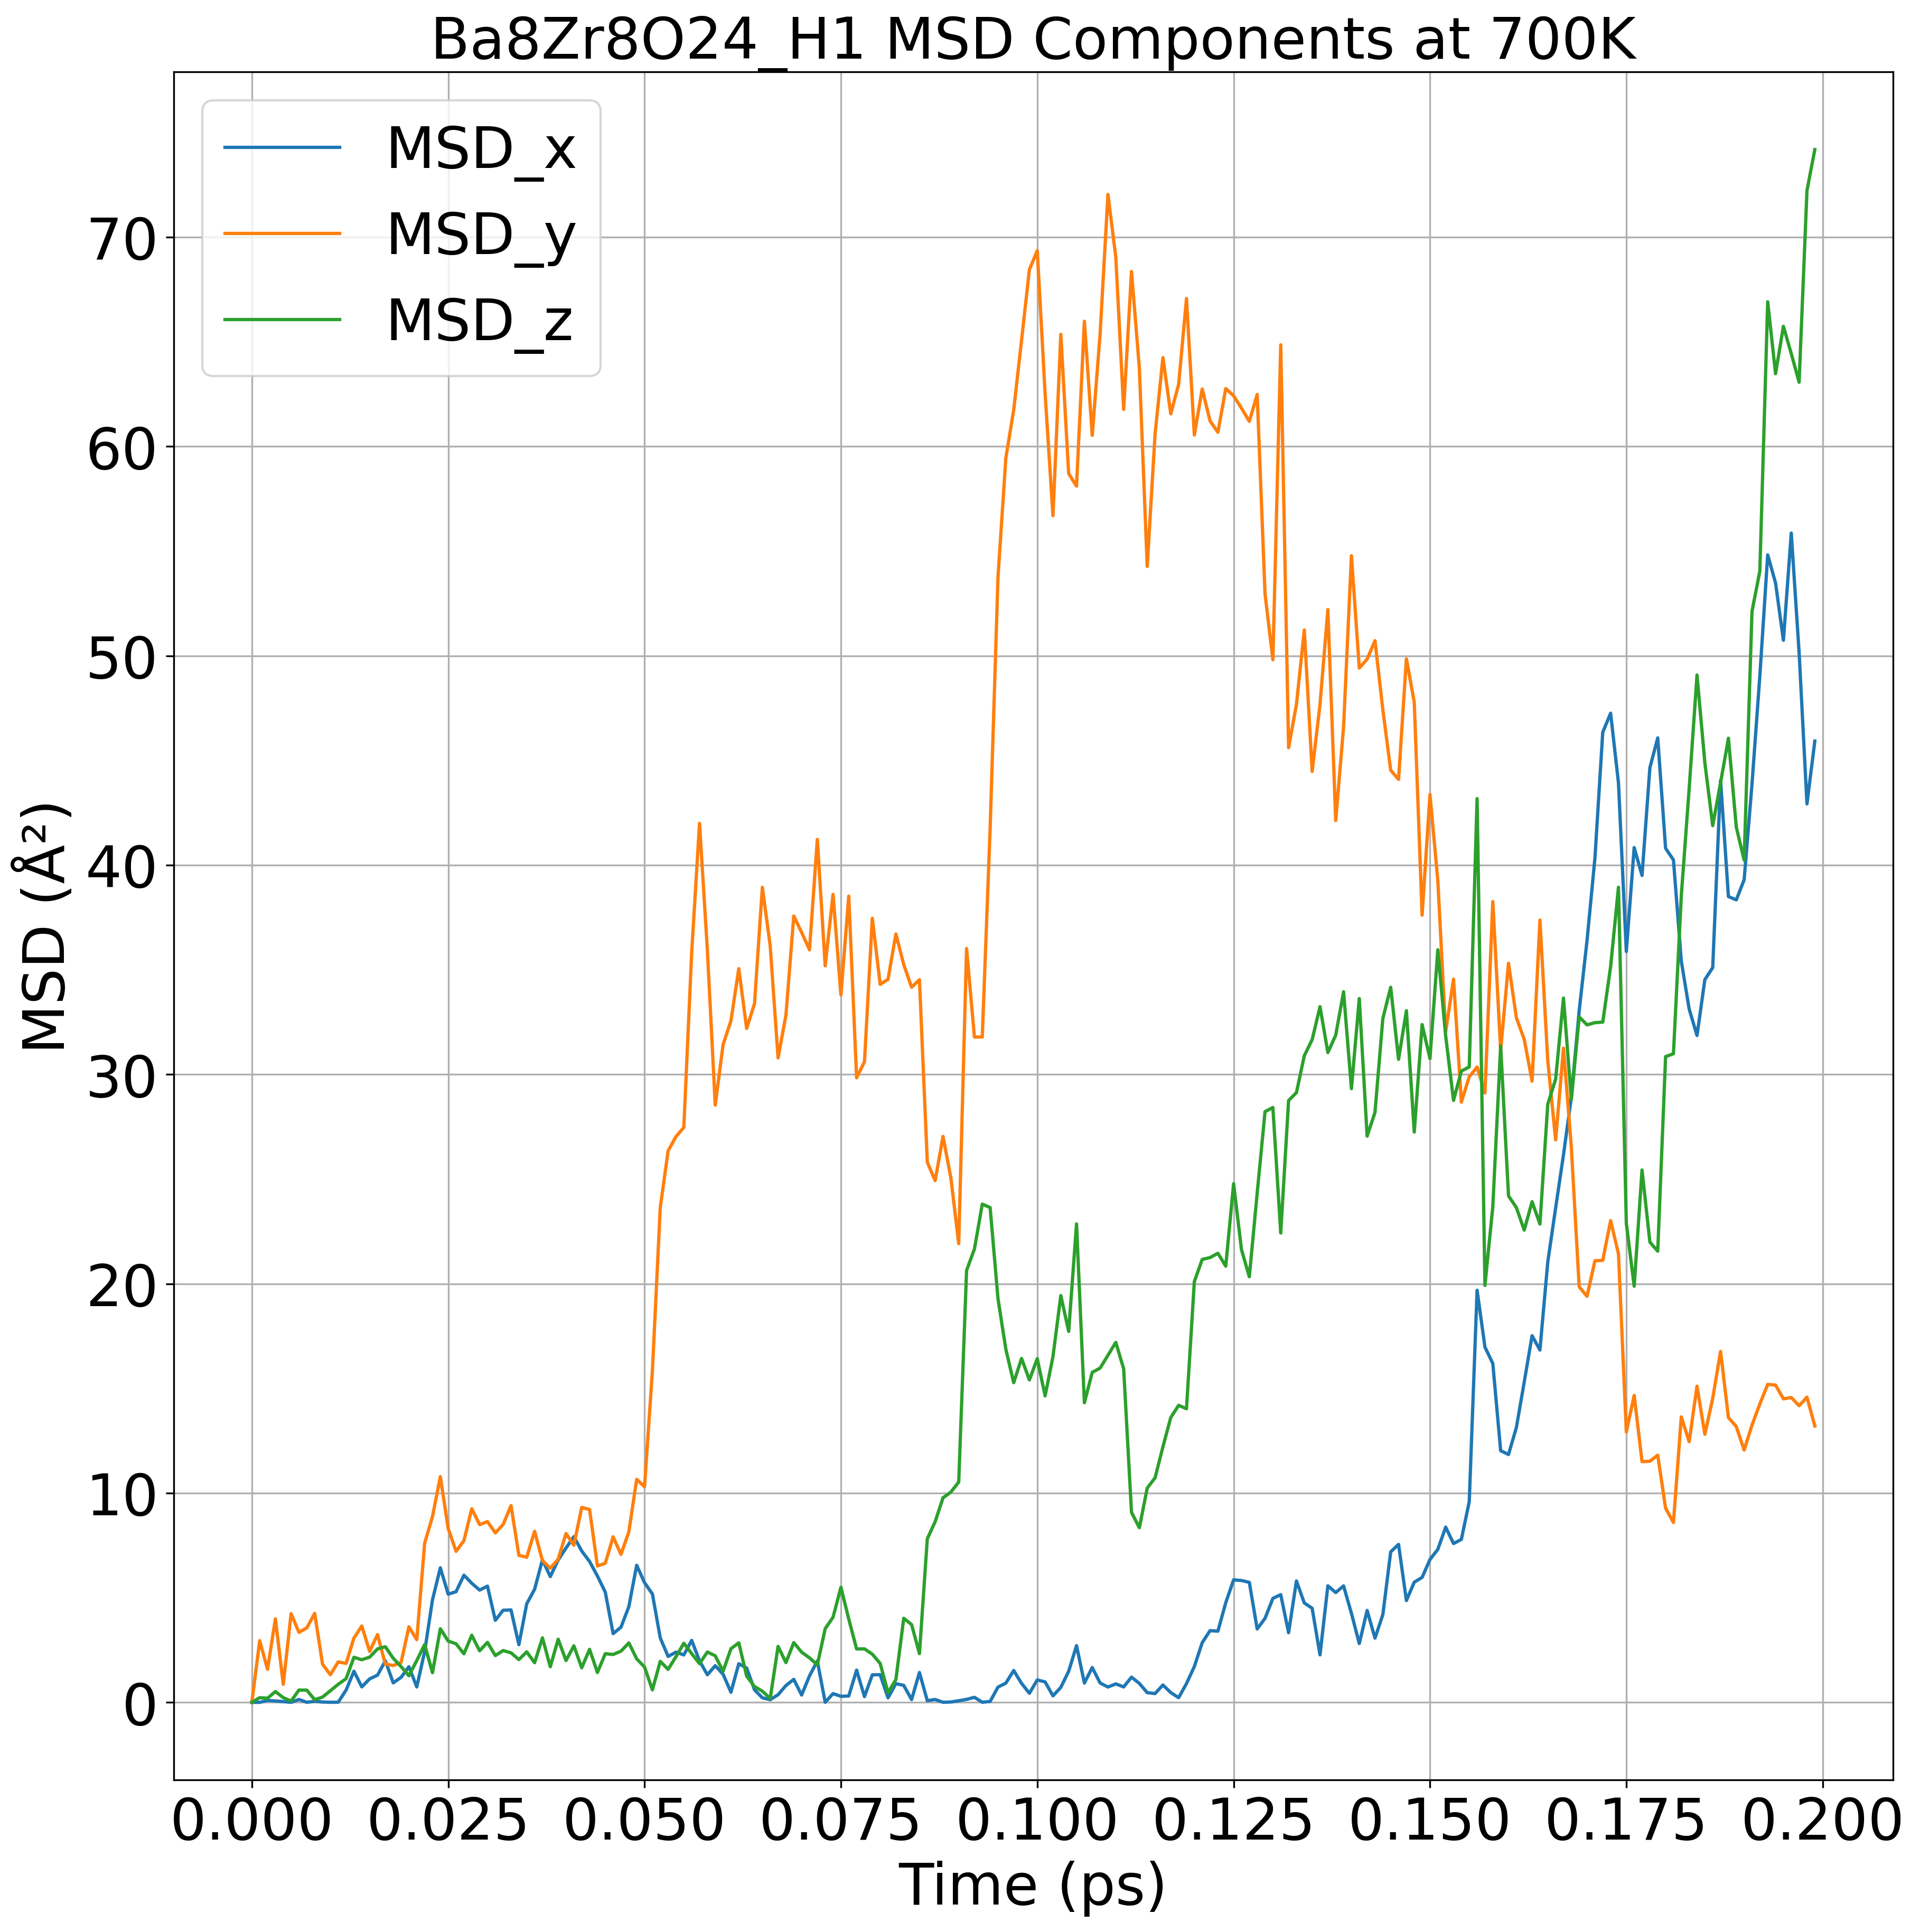 Ba8Zr8O24_H1 MSD Components at 700K
MSD_x
MSD_y
MSD_z
70
60
50
40
30
20
10
0
MSD (Å²)
0.000 0.025 0.050 0.075 0.100 0.125 0.150 0.175 0.200
Time (ps)